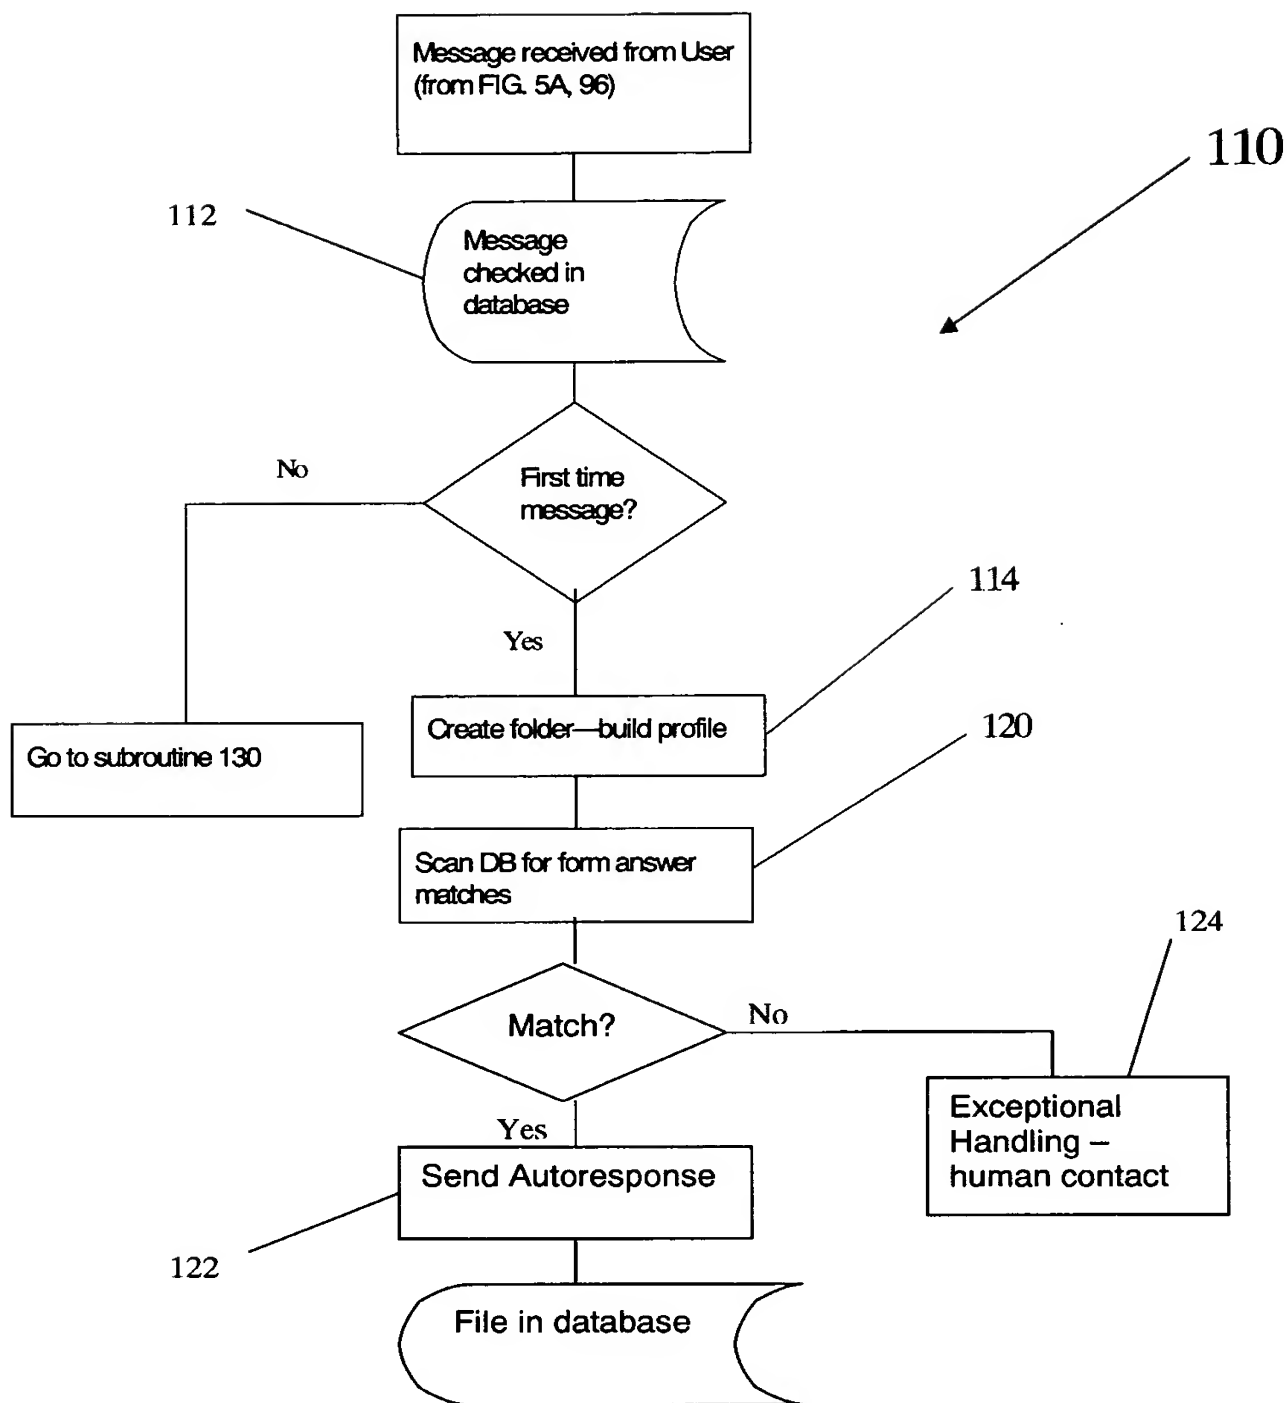 Message received from User
(from FIG. 5A, 96)
110
112
Message
checked in
database
No
First time
message?
114
Yes
Create folder—build profile
120
Go to subroutine 130
Scan DB for form answer
matches
124
Match?
No
Exceptional
Handling –
human contact
Yes
Send Autoresponse
122
File in database